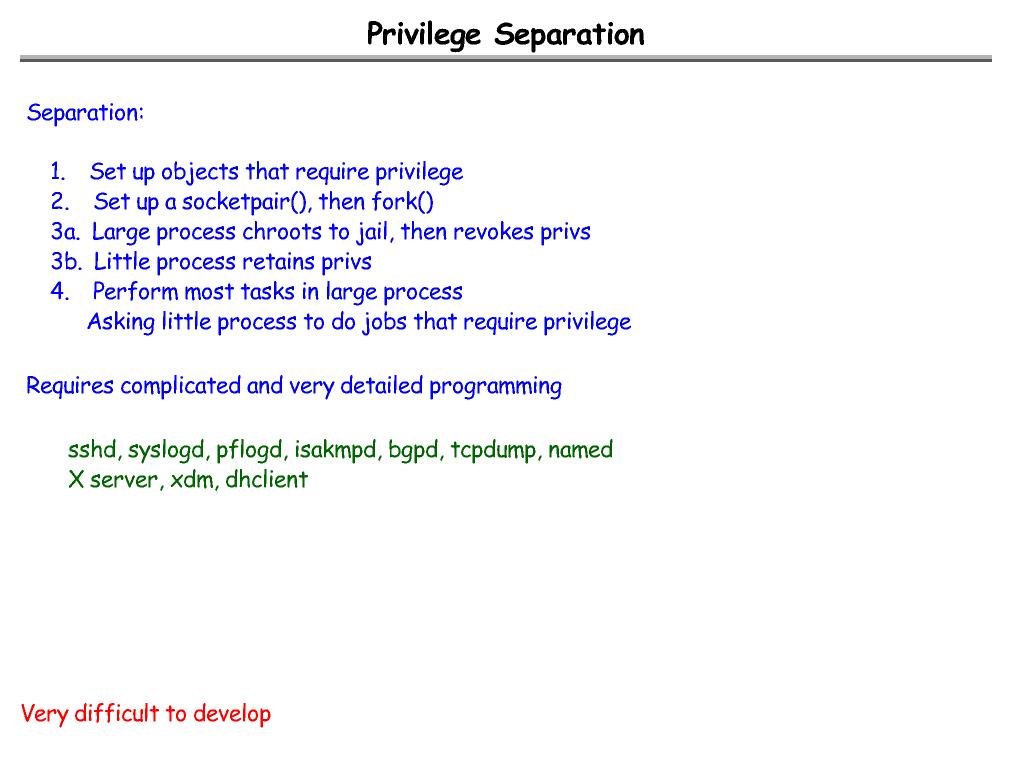 Privilege Separation
Separation:
1. Set up objects that require privilege
2. Set up a socketpair(), then fork()
3a. Large process chroots to jail, then revokes privs
3b. Little process retains privs
4. Perform most tasks in large process
Asking little process to do jobs that require privilege
Requires complicated and very detailed programming
sshd, syslogd, pflogd, isakmpd, bgpd, tcpdump, named
X server, xdm, dhclient
Very difficult to develop